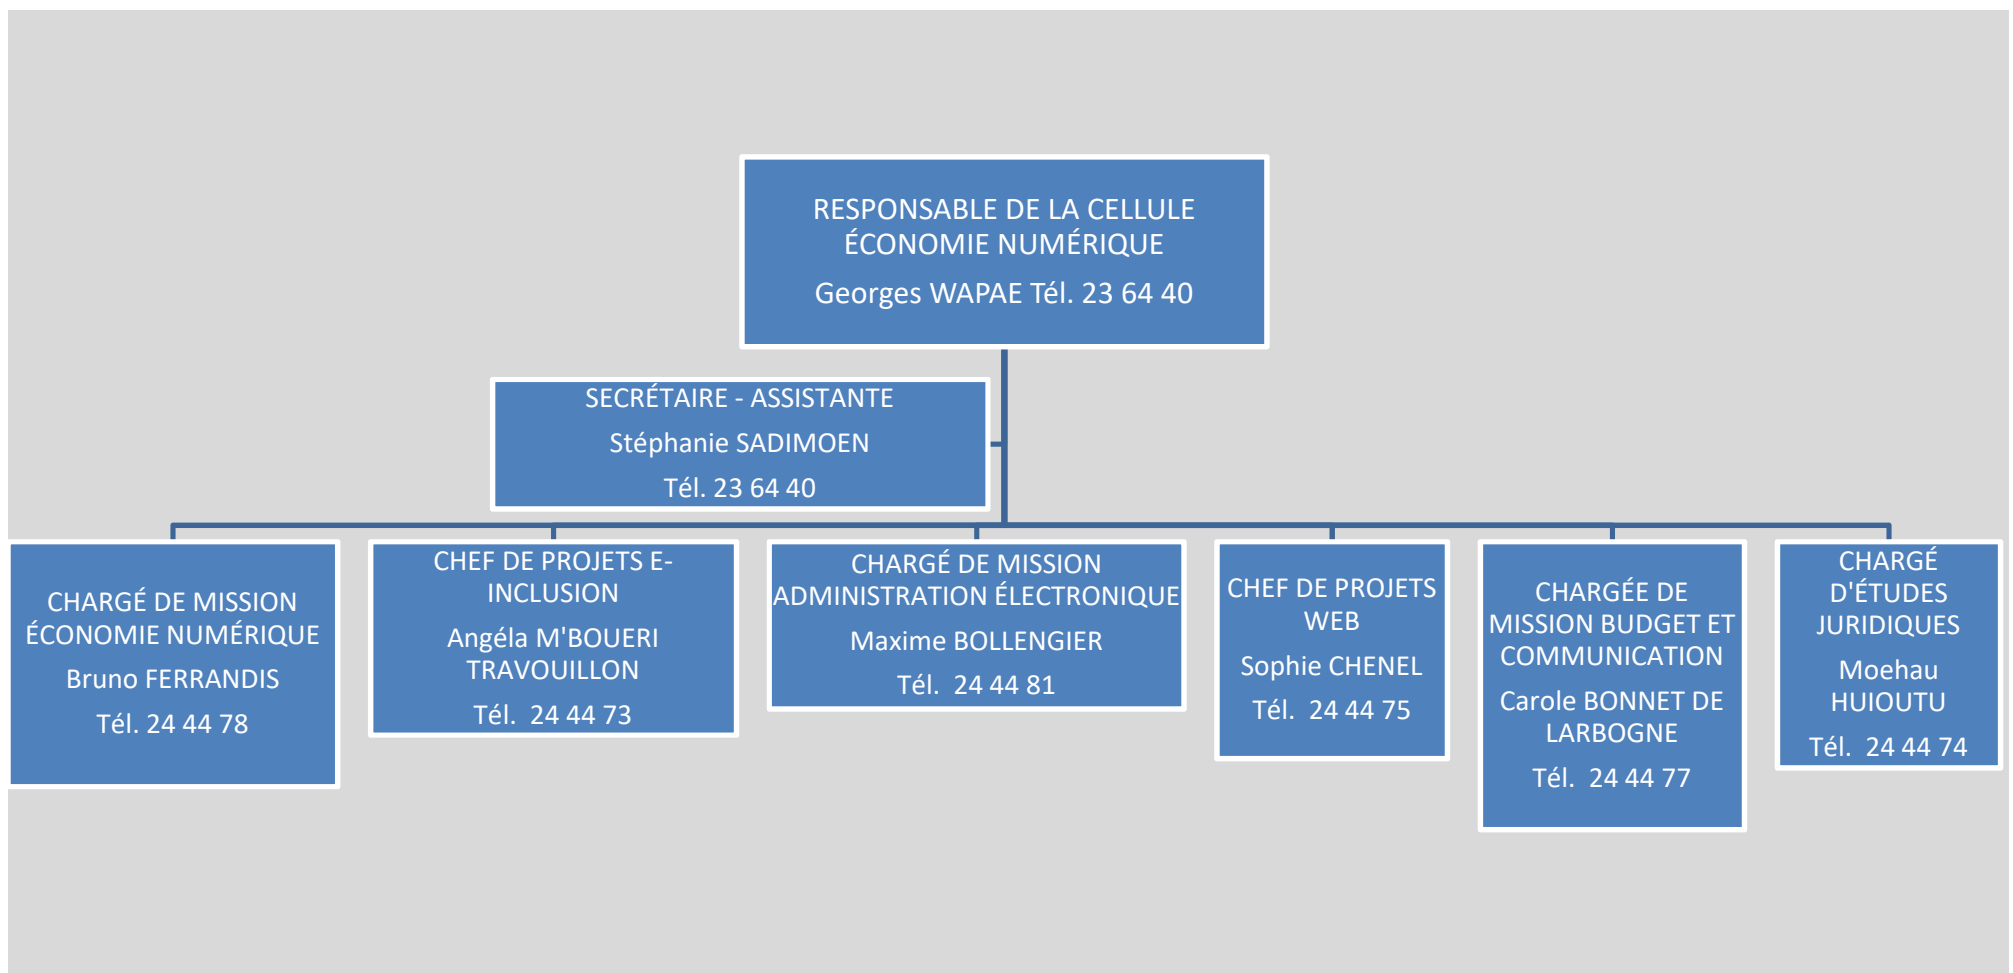 RESPONSABLE DE LA CELLULE
ÉCONOMIE NUMÉRIQUE
Georges WAPAE Tél. 23 64 40
SECRÉTAIRE - ASSISTANTE
Stéphanie SADIMOEN
Tél. 23 64 40
CHARGÉ DE MISSION
ÉCONOMIE NUMÉRIQUE
Bruno FERRANDIS
Tél. 24 44 78
CHEF DE PROJETS E-
INCLUSION
Angéla M'BOUERI
TRAVOUILLON
Tél. 24 44 73
CHARGÉ DE MISSION
ADMINISTRATION ÉLECTRONIQUE
Maxime BOLLENGIER
Tél. 24 44 81
CHEF DE PROJETS
WEB
Sophie CHENEL
Tél. 24 44 75
CHARGÉE DE
MISSION BUDGET ET
COMMUNICATION
Carole BONNET DE
LARBOGNE
Tél. 24 44 77
CHARGÉ
D'ÉTUDES
JURIDIQUES
Moehau
HUIOUTU
Tél. 24 44 74